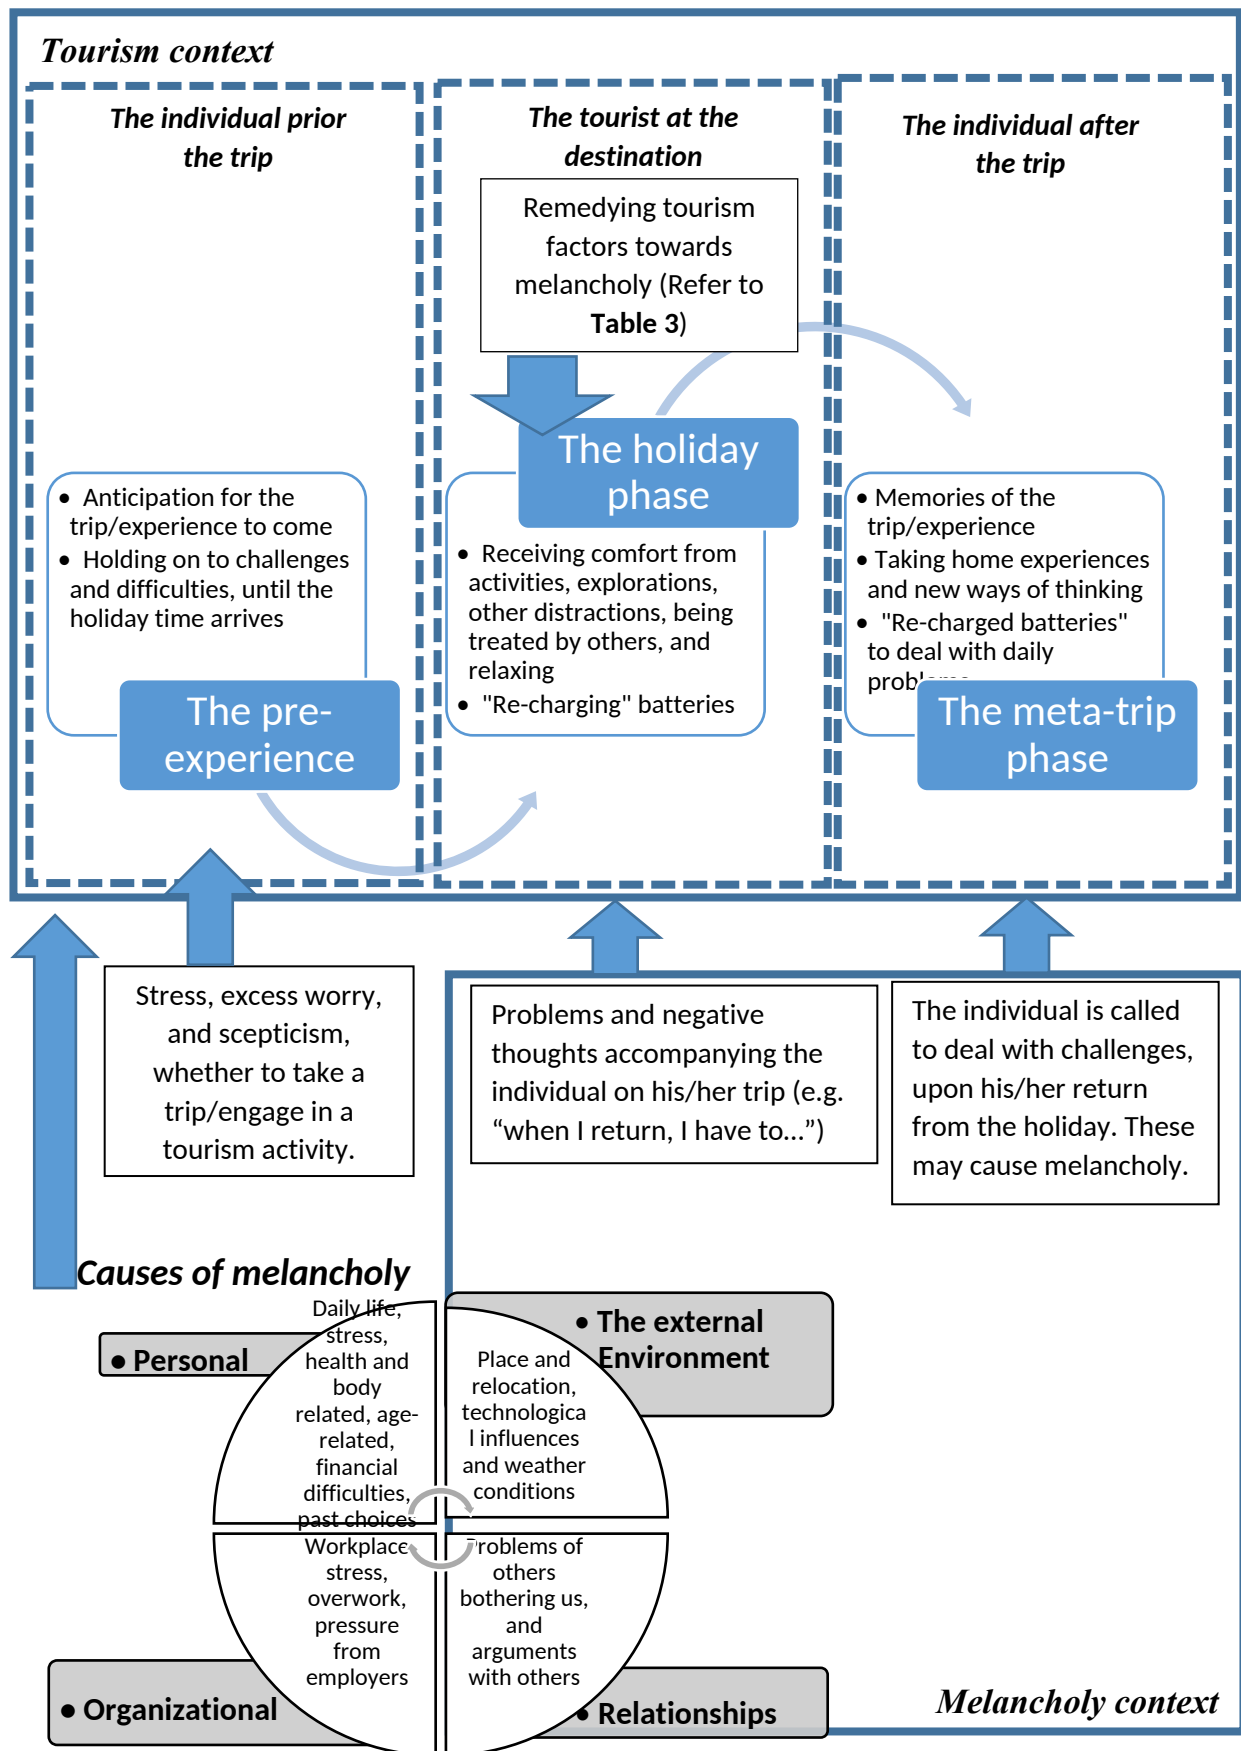 Tourism context
The individual prior
the trip
The tourist at the
destination
The individual after
the trip
Remedying tourism
factors towards
melancholy (Refer to
Table 3)
The holiday
phase
• Anticipation for the
trip/experience to come
• Holding on to challenges
and difficulties, until the
holiday time arrives
The pre-
experience
• Receiving comfort from
activities, explorations,
other distractions, being
treated by others, and
relaxing
• "Re-charging" batteries
• Memories of the
trip/experience
• Taking home experiences
and new ways of thinking
• "Re-charged batteries"
to deal with daily
The meta-trip
phase
Stress, excess worry,
and scepticism,
whether to take a
trip/engage in a
tourism activity.
Problems and negative
thoughts accompanying the
individual on his/her trip (e.g.
“when I return, I have to…”)
The individual is called
to deal with challenges,
upon his/her return
from the holiday. These
may cause melancholy.
Causes of melancholy
• Personal
Daily life,
stress,
health and
body
related, age-
related,
financial
difficulties,
past choices
• The external
Environment
Place and
relocation,
technologica
l influences
and weather
conditions
Workplace
stress,
overwork,
pressure
from
employers
• Organizational
Problems of
others
bothering us,
and
arguments
with others
• Relationships
Melancholy context